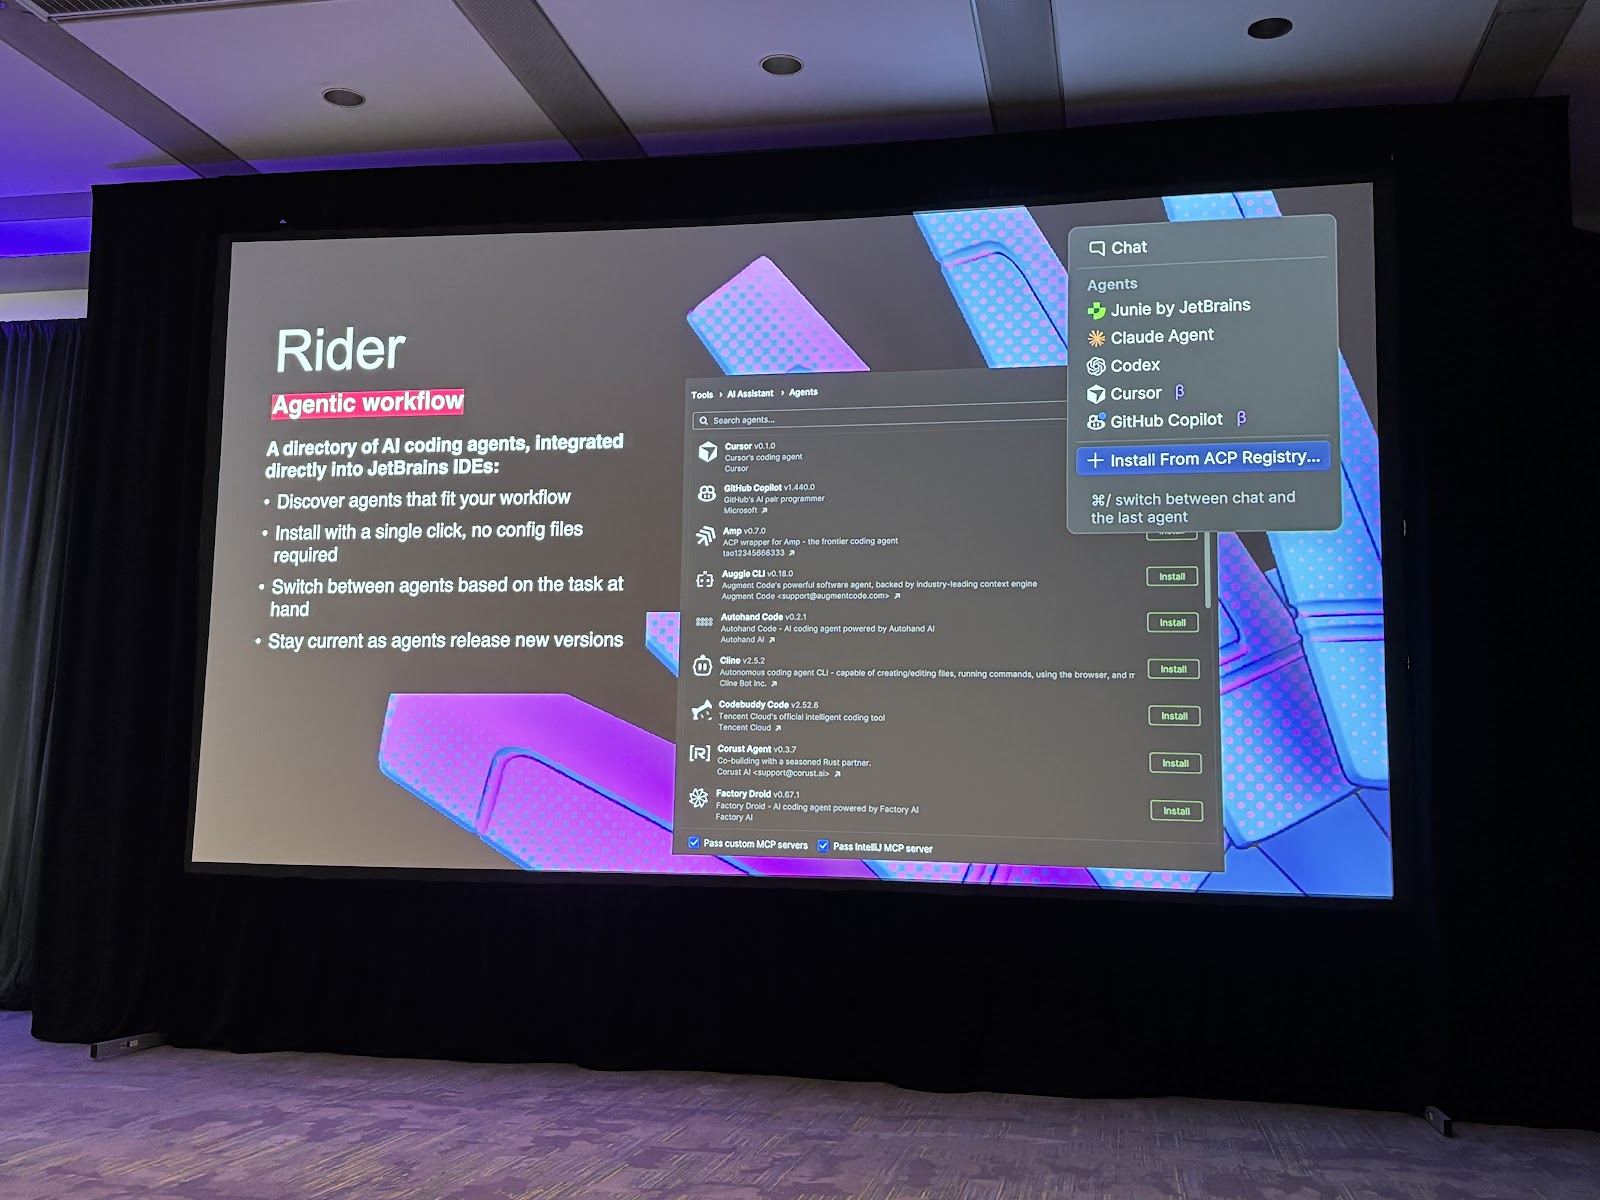 Rider
Agentic workflow
A directory of AI coding agents, integrated
directly into JetBrains IDEs:
• Discover agents that fit your workflow
• Install with a single click, no config files
required
• Switch between agents based on the task at
hand
• Stay current as agents release new versions
Tools › AI Assistant › Agents
Search agents...
Cursor v0.1.0
Cursor's coding agent
Cursor
GitHub Copilot v1.440.0
GitHub's AI pair programmer
Microsoft ↗
Amp v0.7.0
ACP wrapper for Amp - the frontier coding agent
tao12345666333 ↗
Install
Auggie CLI v0.18.0
Augment Code's powerful software agent, backed by industry-leading context engine
Augment Code <support@augmentcode.com> ↗
Install
Autohand Code v0.2.1
Autohand Code - AI coding agent powered by Autohand AI
Autohand AI ↗
Install
Cline v2.5.2
Autonomous coding agent CLI - capable of creating/editing files, running commands, using the browser, and m
Cline Bot Inc. ↗
Install
Codebuddy Code v2.52.6
Tencent Cloud's official intelligent coding tool
Tencent Cloud ↗
Install
Corust Agent v0.3.7
Co-building with a seasoned Rust partner.
Corust AI <support@corust.ai> ↗
Install
Factory Droid v0.67.1
Factory Droid - AI coding agent powered by Factory AI
Factory AI
Install
Pass custom MCP servers Pass IntelliJ MCP server
Chat
Agents
Junie by JetBrains
Claude Agent
Codex
Cursor β
GitHub Copilot β
+ Install From ACP Registry...
⌘/ switch between chat and
the last agent